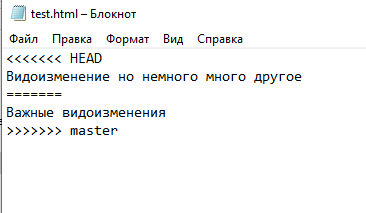 test.html – Блокнот
Файл Правка Формат Вид Справка
<<<<<<< HEAD
Видоизменение но немного много другое
=======
Важные видоизменения
>>>>>>> master